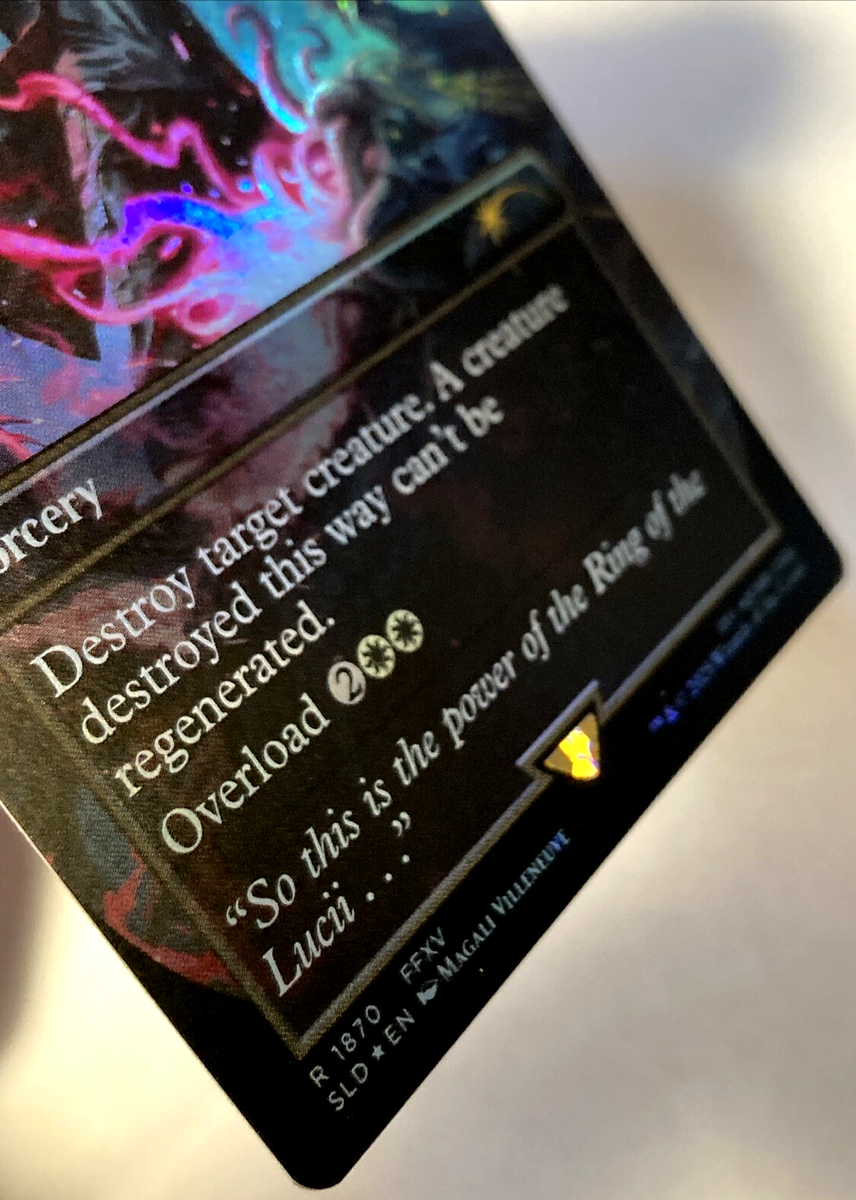 orcery
Destroy target creature. A creature
destroyed this way can't be
regenerated.
Overload 2
“So this is the power of the Ring of the
Lucii . . .”
R 1870 FFXV
SLD ★ EN MAGALI VILLENEUVE